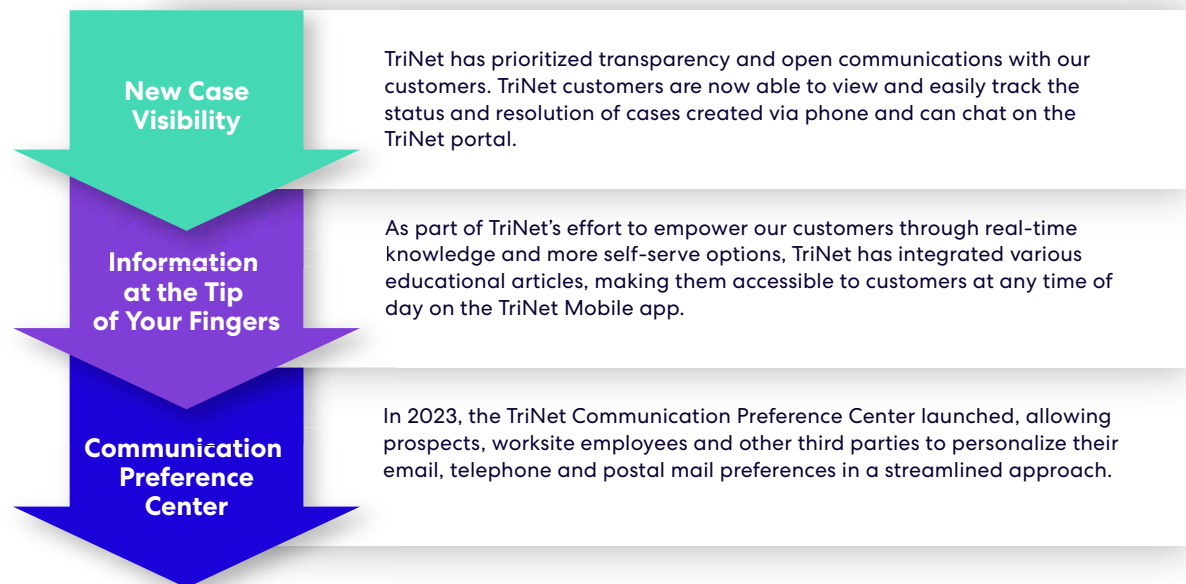 New Case
Visibility
TriNet has prioritized transparency and open communications with our
customers. TriNet customers are now able to view and easily track the
status and resolution of cases created via phone and can chat on the
TriNet portal.
Information
at the Tip
of Your Fingers
As part of TriNet’s effort to empower our customers through real-time
knowledge and more self-serve options, TriNet has integrated various
educational articles, making them accessible to customers at any time of
day on the TriNet Mobile app.
Communication
Preference
Center
In 2023, the TriNet Communication Preference Center launched, allowing
prospects, worksite employees and other third parties to personalize their
email, telephone and postal mail preferences in a streamlined approach.